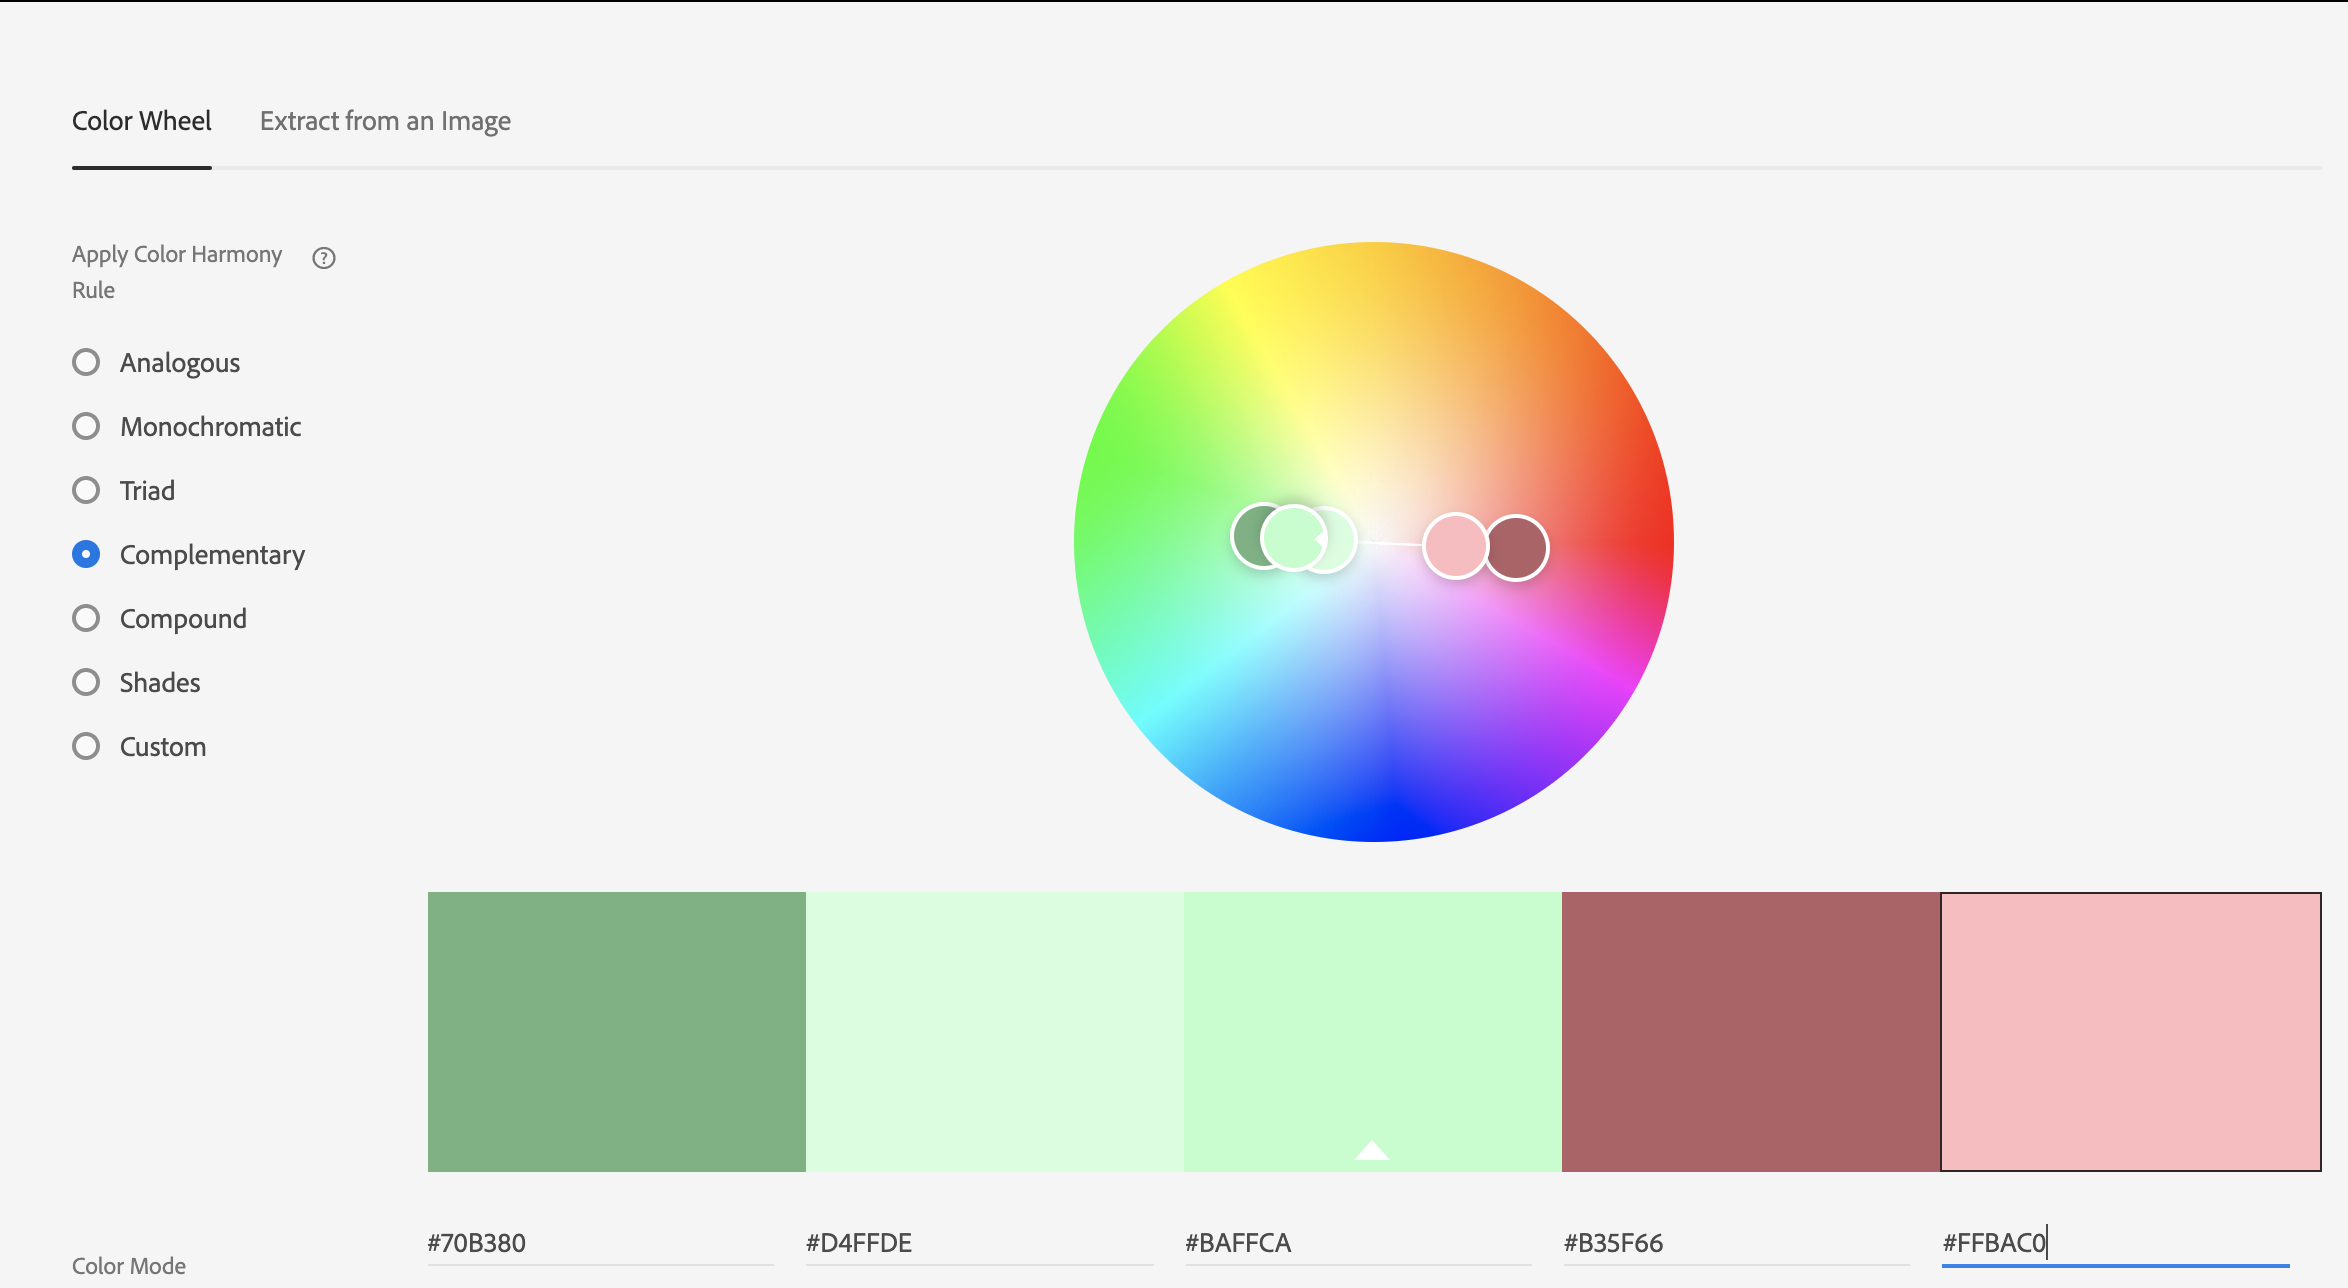 Color Wheel
Extract from an Image
Apply Color Harmony
Rule
?
Analogous
Monochromatic
Triad
Complementary
Compound
Shades
Custom
#70B380
#D4FFDE
#BAFFCA
#B35F66
#FFBAC0
Color Mode